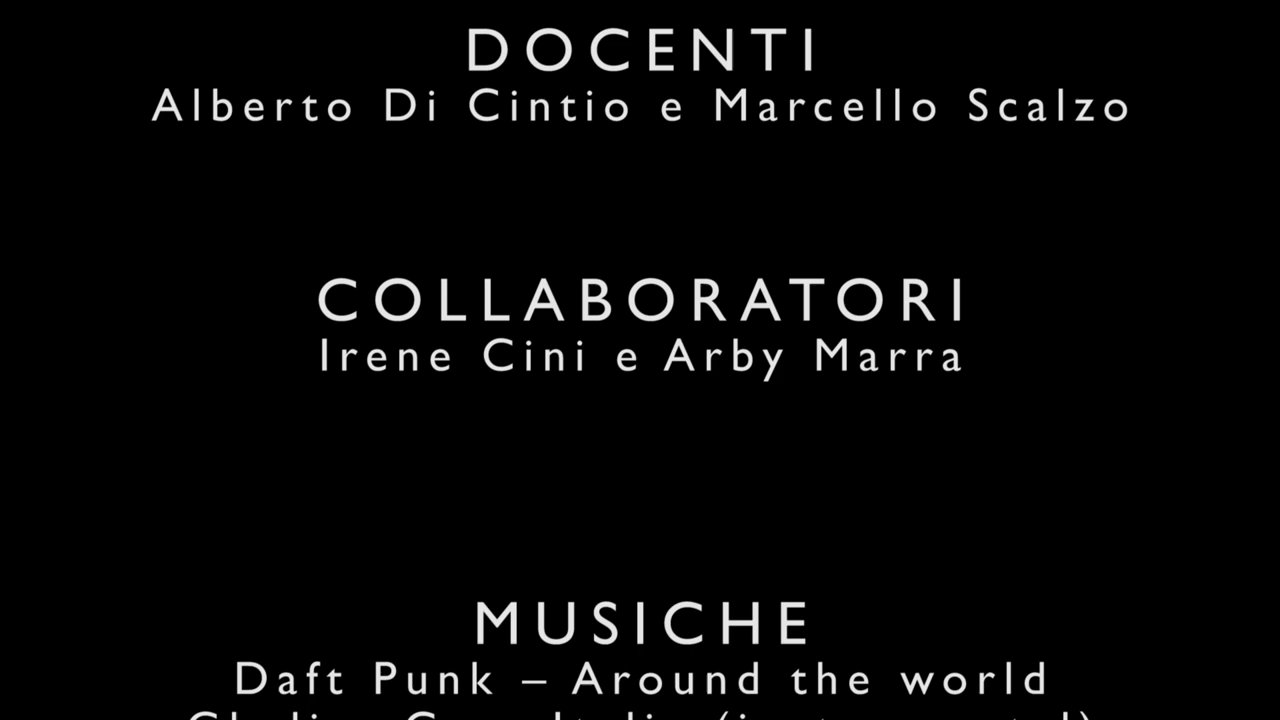 DOCENTI
Alberto Di Cintio e Marcello Scalzo
COLLABORATORI
Irene Cini e Arby Marra
MUSICHE
Daft Punk – Around the world